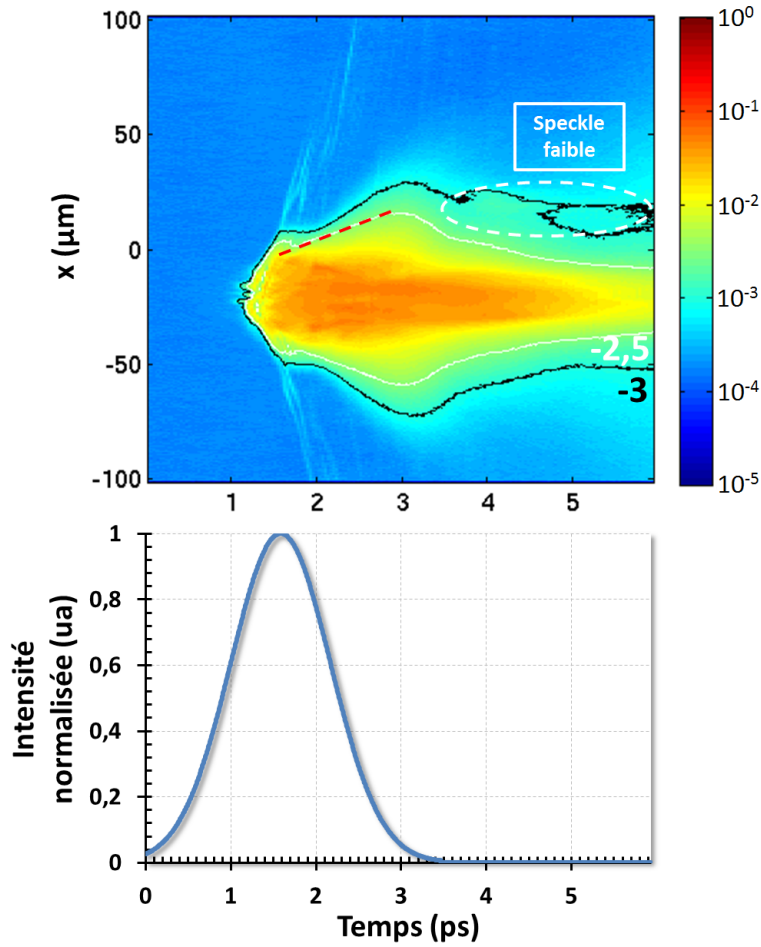 100
50
0
-50
-100
x (µm)
Speckle
faible
-2,5
-3
1 2 3 4 5
10⁰
10⁻¹
10⁻²
10⁻³
10⁻⁴
10⁻⁵
Intensité
normalisée (ua)
1
0,8
0,6
0,4
0,2
0
0 1 2 3 4 5
Temps (ps)